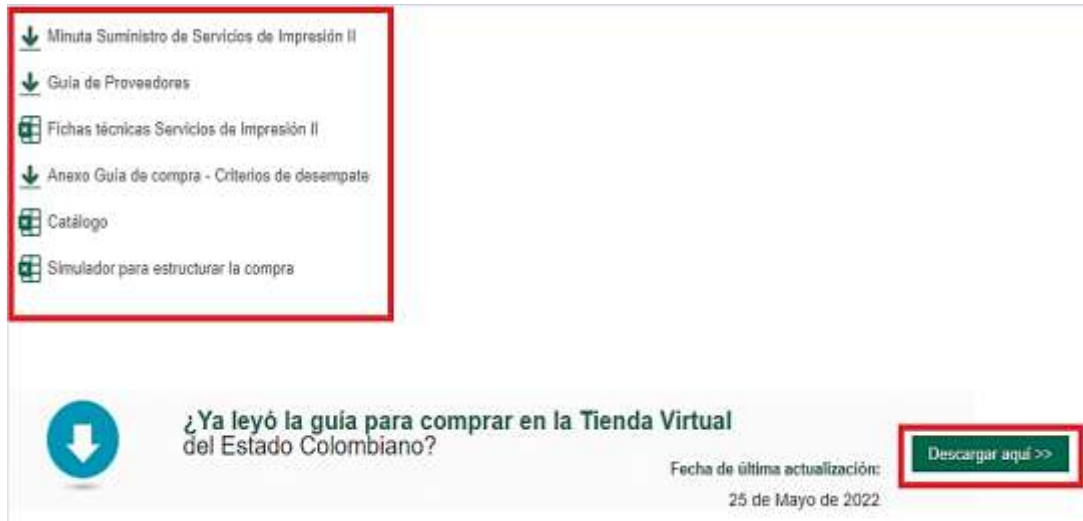 Minuta Suministro de Servicios de Impresión II
Guía de Proveedores
Fichas técnicas Servicios de Impresión II
Anexo Guía de compra - Criterios de desempate
Catálogo
Simulador para estructurar la compra
¿Ya leyó la guía para comprar en la Tienda Virtual
del Estado Colombiano?
Descargar aquí >>
Fecha de última actualización:
25 de Mayo de 2022